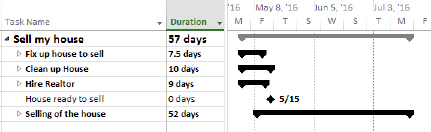 '16 May 8, '16 Jun 5, '16 Jul 3, '16
Task Name Duration M F T S W S T M F
Sell my house 57 days
Fix up house to sell 7.5 days
Clean up House 10 days
Hire Realtor 9 days
House ready to sell 0 days 5/15
Selling of the house 52 days